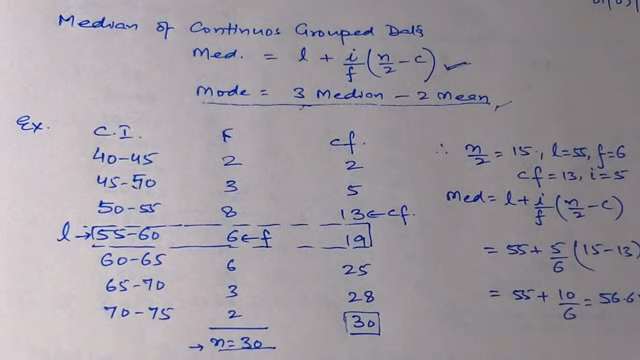 Median of Continuos Grouped Data
Med. = l + i/f (n/2 - c) ✓
Mode = 3 Median - 2 Mean,
Ex. C.I. F cf.
40-45 2 2
45-50 3 5
50-55 8 13←cf.
l→ 55-60 6←f 19
60-65 6 25
65-70 3 28
70-75 2 30
→ n=30
∴ n/2 = 15, l=55, f=6
cf = 13, i=5
Med = l + i/f (n/2 - c)
= 55 + 5/6 (15-13)
= 55 + 10/6 = 56.6